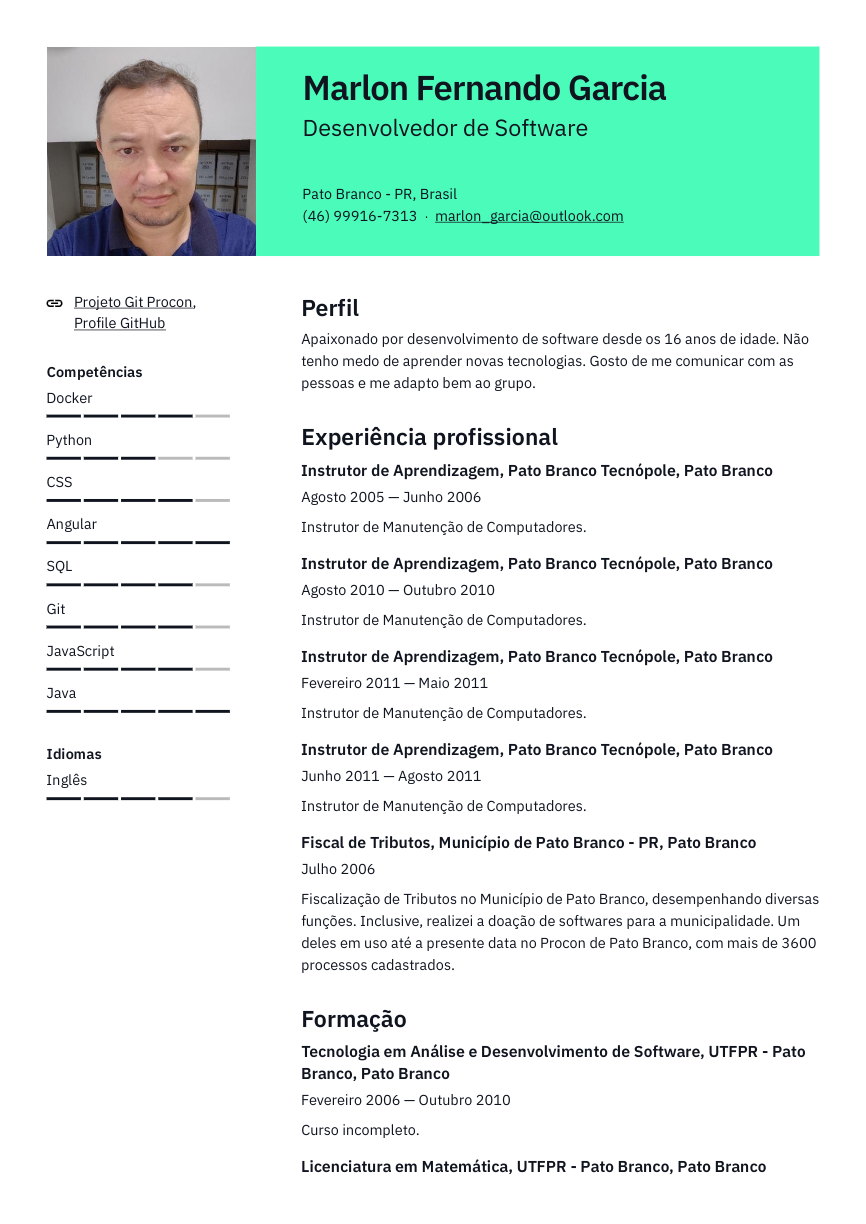 Marlon Fernando Garcia
Desenvolvedor de Software
Pato Branco - PR, Brasil
(46) 99916-7313 · marlon_garcia@outlook.com
Projeto Git Procon,
Profile GitHub
Competências
Docker
Python
CSS
Angular
SQL
Git
JavaScript
Java
Idiomas
Inglês
Perfil
Apaixonado por desenvolvimento de software desde os 16 anos de idade. Não
tenho medo de aprender novas tecnologias. Gosto de me comunicar com as
pessoas e me adapto bem ao grupo.
Experiência profissional
Instrutor de Aprendizagem, Pato Branco Tecnópole, Pato Branco
Agosto 2005 — Junho 2006
Instrutor de Manutenção de Computadores.
Instrutor de Aprendizagem, Pato Branco Tecnópole, Pato Branco
Agosto 2010 — Outubro 2010
Instrutor de Manutenção de Computadores.
Instrutor de Aprendizagem, Pato Branco Tecnópole, Pato Branco
Fevereiro 2011 — Maio 2011
Instrutor de Manutenção de Computadores.
Instrutor de Aprendizagem, Pato Branco Tecnópole, Pato Branco
Junho 2011 — Agosto 2011
Instrutor de Manutenção de Computadores.
Fiscal de Tributos, Município de Pato Branco - PR, Pato Branco
Julho 2006
Fiscalização de Tributos no Município de Pato Branco, desempenhando diversas
funções. Inclusive, realizei a doação de softwares para a municipalidade. Um
deles em uso até a presente data no Procon de Pato Branco, com mais de 3600
processos cadastrados.
Formação
Tecnologia em Análise e Desenvolvimento de Software, UTFPR - Pato
Branco, Pato Branco
Fevereiro 2006 — Outubro 2010
Curso incompleto.
Licenciatura em Matemática, UTFPR - Pato Branco, Pato Branco